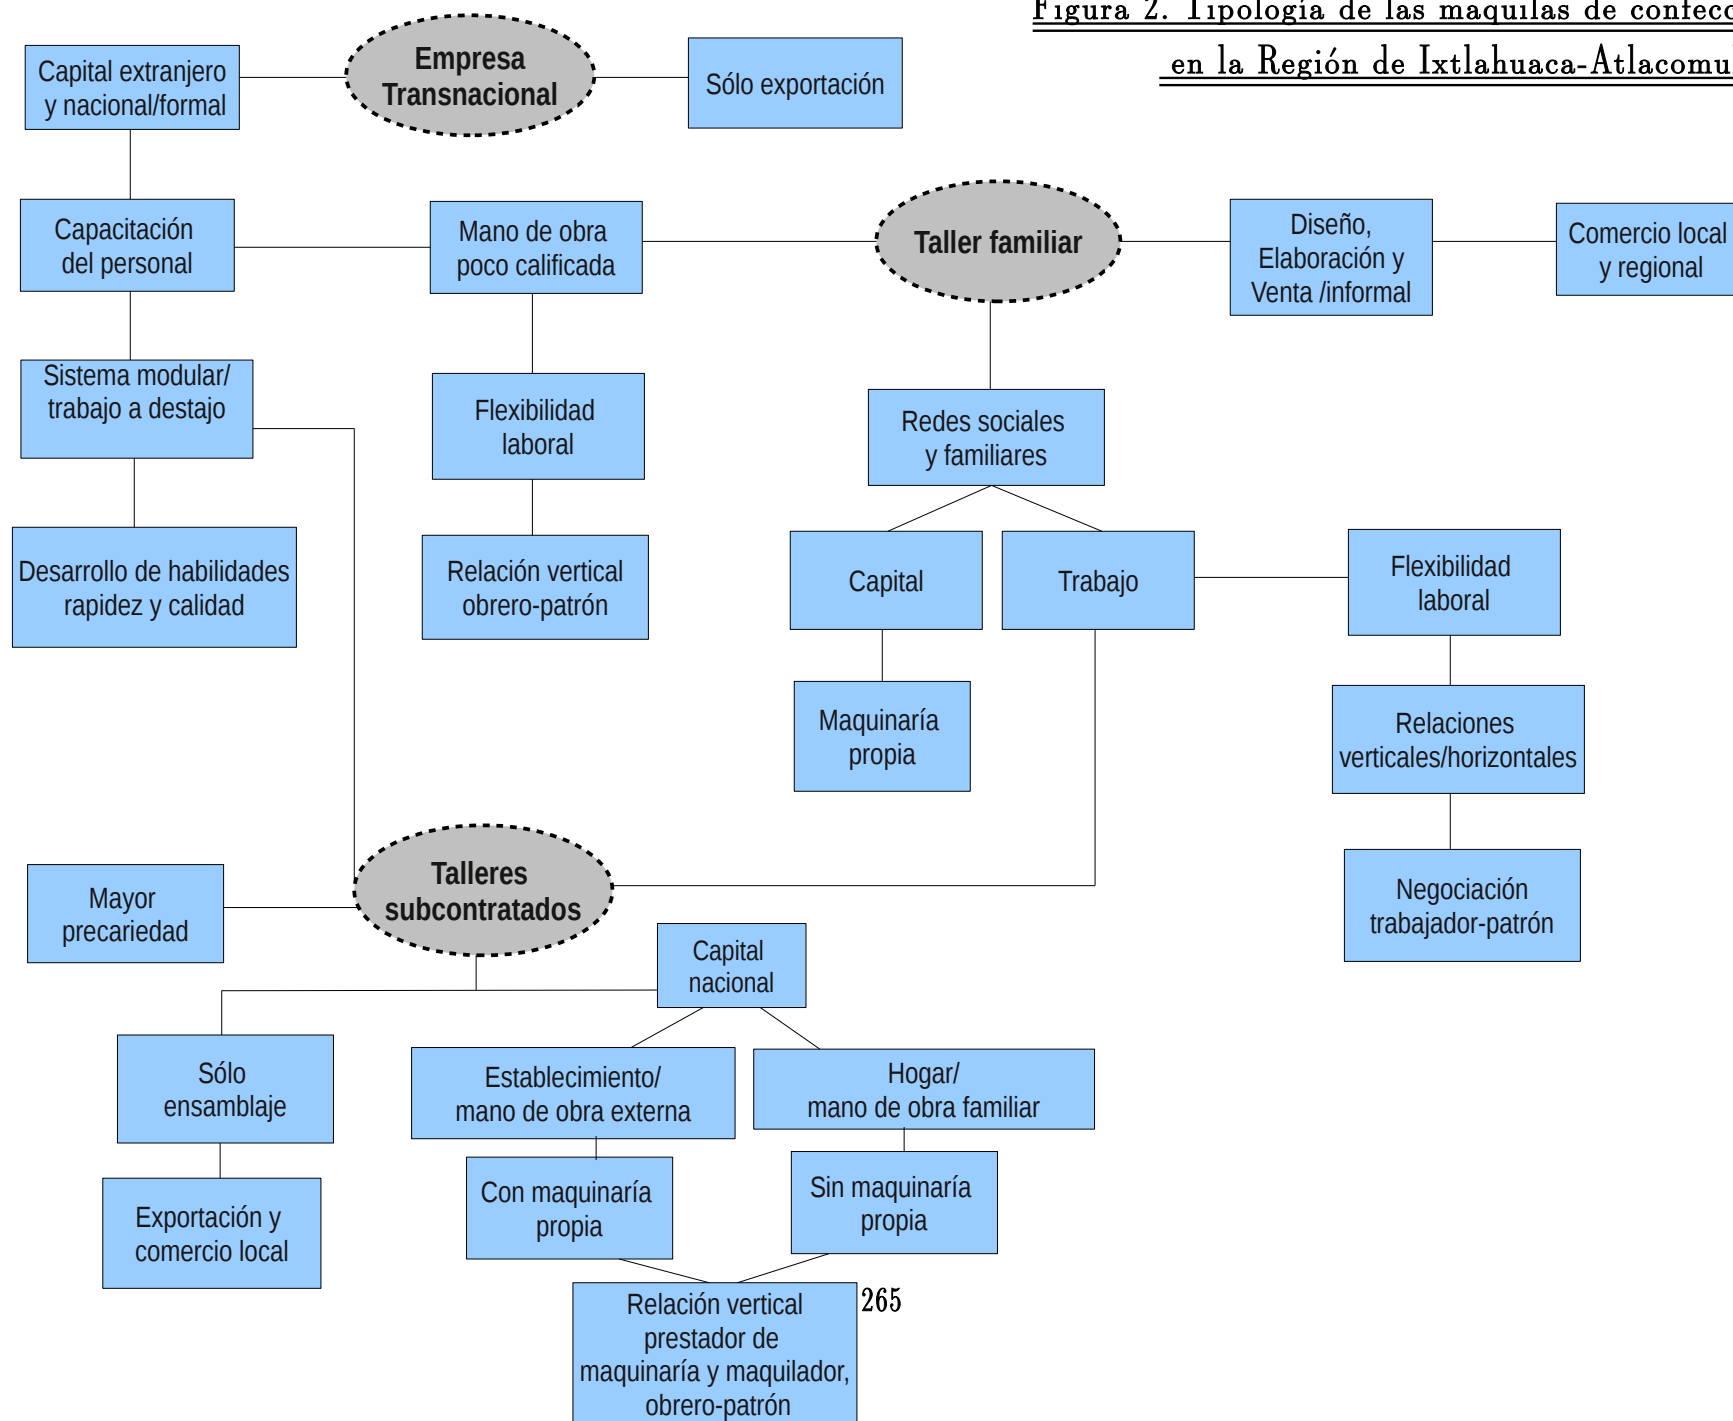 Figura 2. Tipología de las maquilas de confecc
en la Región de Ixtlahuaca-Atlacomu
Capital extranjero
y nacional/formal
Empresa
Transnacional
Sólo exportación
Capacitación
del personal
Mano de obra
poco calificada
Taller familiar
Diseño,
Elaboración y
Venta /informal
Comercio local
y regional
Sistema modular/
trabajo a destajo
Flexibilidad
laboral
Redes sociales
y familiares
Desarrollo de habilidades
rapidez y calidad
Relación vertical
obrero-patrón
Capital
Trabajo
Flexibilidad
laboral
Maquinaría
propia
Relaciones
verticales/horizontales
Mayor
precariedad
Talleres
subcontratados
Negociación
trabajador-patrón
Capital
nacional
Sólo
ensamblaje
Establecimiento/
mano de obra externa
Hogar/
mano de obra familiar
Exportación y
comercio local
Con maquinaría
propia
Sin maquinaría
propia
Relación vertical
prestador de
maquinaría y maquilador,
obrero-patrón
265